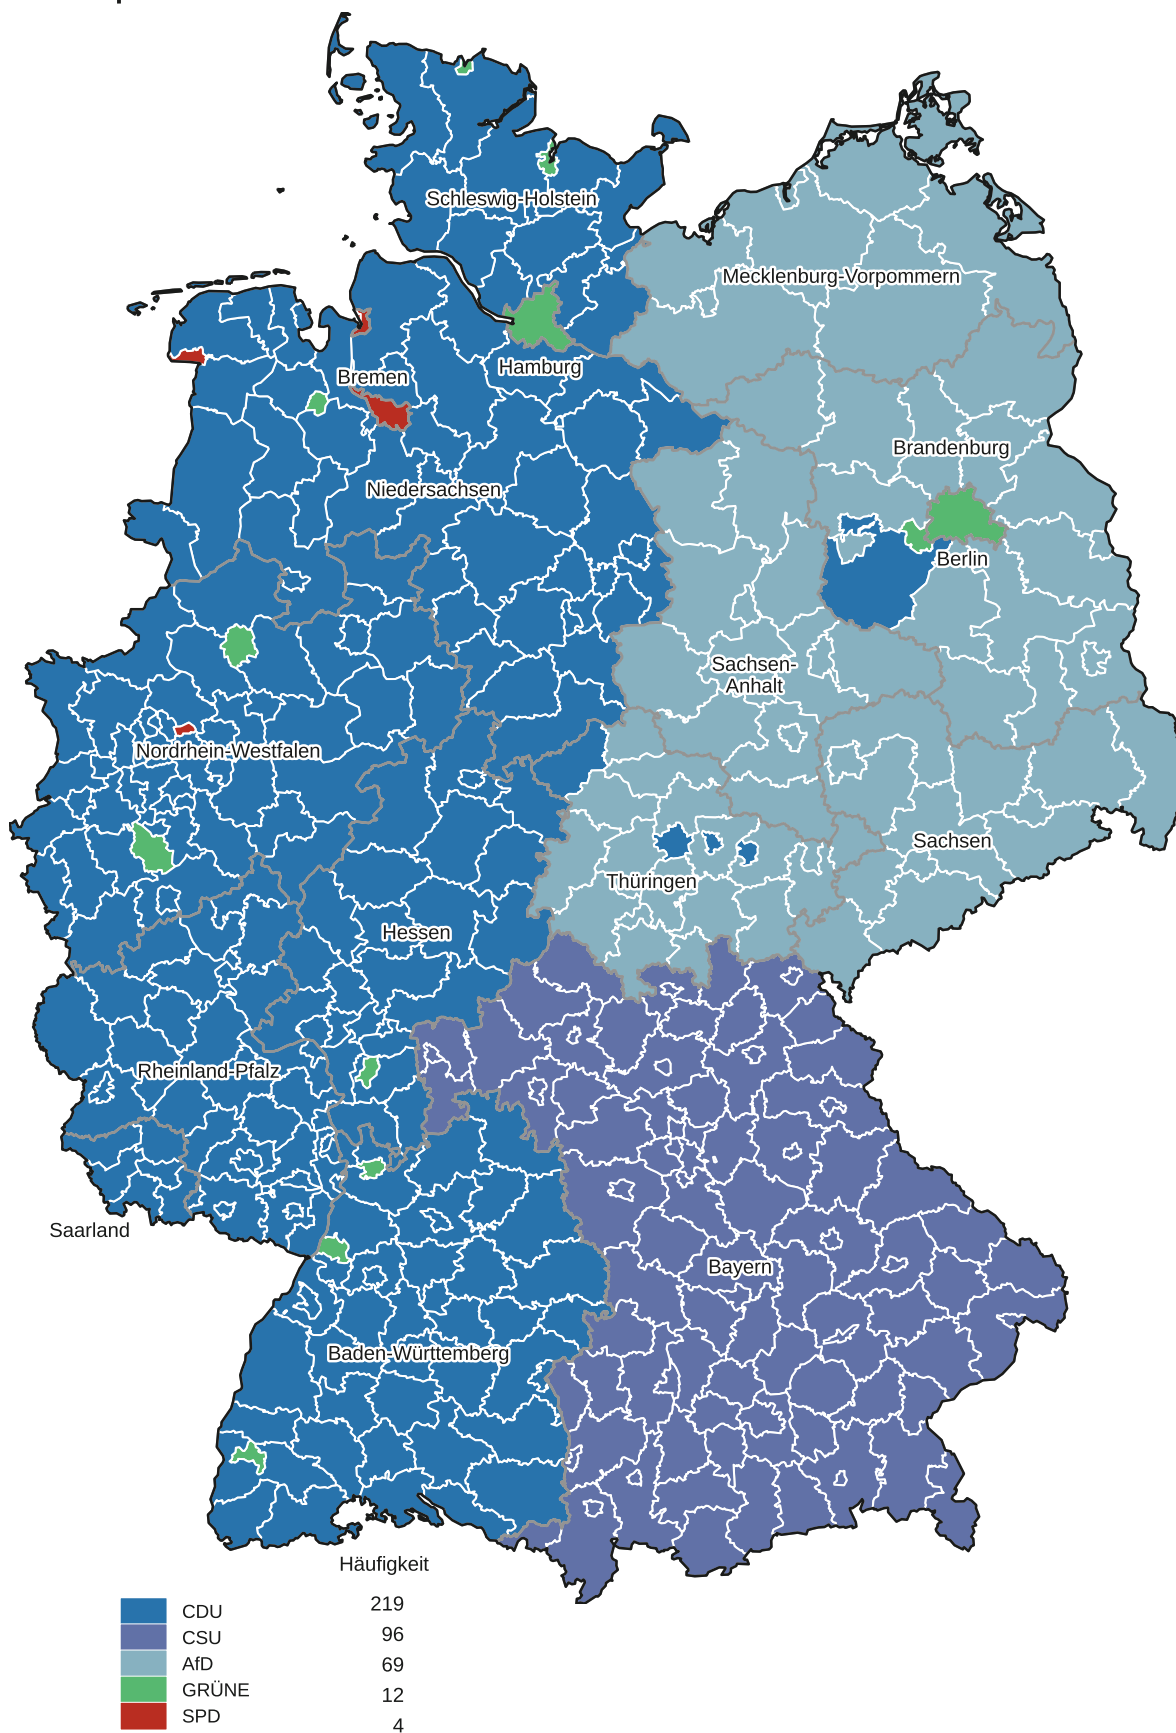 Schleswig-Holstein
Mecklenburg-Vorpommern
Hamburg
Bremen
Brandenburg
Niedersachsen
Berlin
Sachsen-
Anhalt
Nordrhein-Westfalen
Sachsen
Thüringen
Hessen
Rheinland-Pfalz
Saarland
Bayern
Baden-Württemberg
Häufigkeit
CDU 219
CSU 96
AfD 69
GRÜNE 12
SPD 4